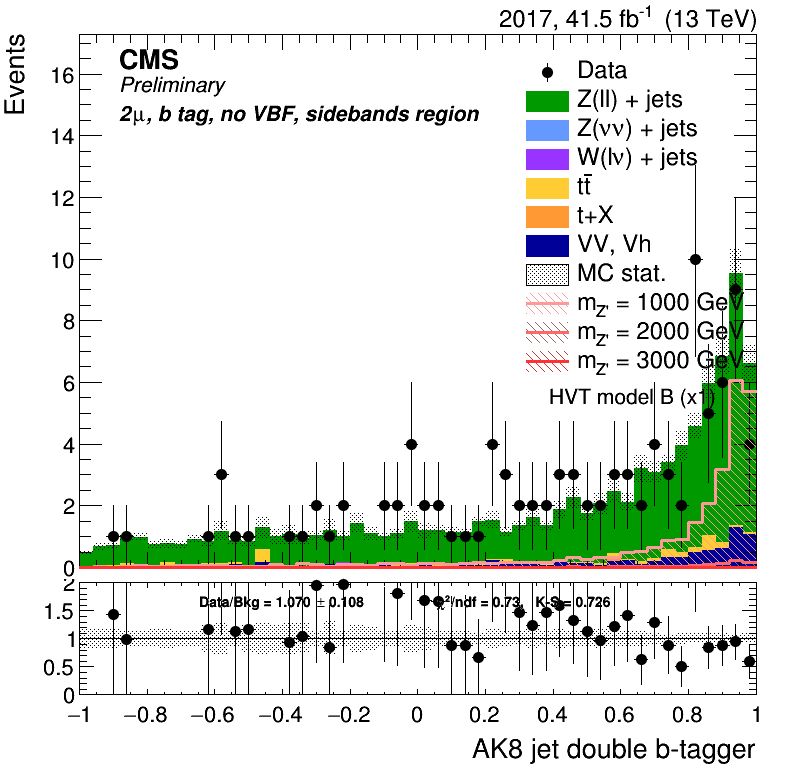 2017, 41.5 fb⁻¹ (13 TeV)
Events
CMS
Preliminary
2μ, b tag, no VBF, sidebands region
Data
Z(ll) + jets
Z(νν) + jets
W(lν) + jets
tt̄
t+X
VV, Vh
MC stat.
m_Z' = 1000 GeV
m_Z' = 2000 GeV
m_Z' = 3000 GeV
HVT model B (x1)
16
14
12
10
8
6
4
2
0
Data/Bkg = 1.070 ± 0.108
χ²/ndf = 0.73, K-S = 0.726
2
1.5
1
0.5
0
−1 −0.8 −0.6 −0.4 −0.2 0 0.2 0.4 0.6 0.8 1
AK8 jet double b-tagger